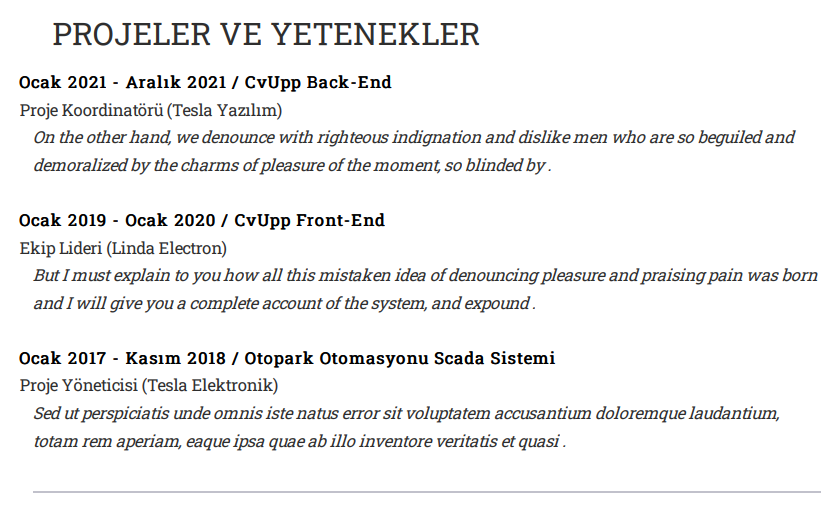 PROJELER VE YETENEKLER
Ocak 2021 - Aralık 2021 / CvUpp Back-End
Proje Koordinatörü (Tesla Yazılım)
On the other hand, we denounce with righteous indignation and dislike men who are so beguiled and
demoralized by the charms of pleasure of the moment, so blinded by .
Ocak 2019 - Ocak 2020 / CvUpp Front-End
Ekip Lideri (Linda Electron)
But I must explain to you how all this mistaken idea of denouncing pleasure and praising pain was born
and I will give you a complete account of the system, and expound .
Ocak 2017 - Kasım 2018 / Otopark Otomasyonu Scada Sistemi
Proje Yöneticisi (Tesla Elektronik)
Sed ut perspiciatis unde omnis iste natus error sit voluptatem accusantium doloremque laudantium,
totam rem aperiam, eaque ipsa quae ab illo inventore veritatis et quasi .